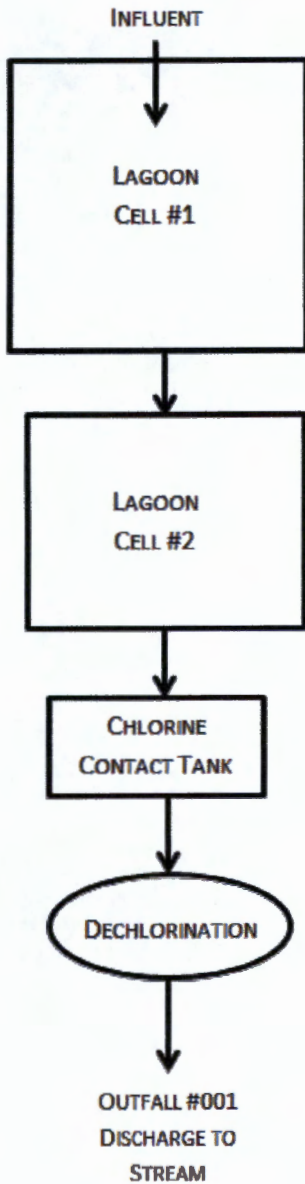 INFLUENT
LAGOON
CELL #1
LAGOON
CELL #2
CHLORINE
CONTACT TANK
DECHLORINATION
OUTFALL #001
DISCHARGE TO
STREAM